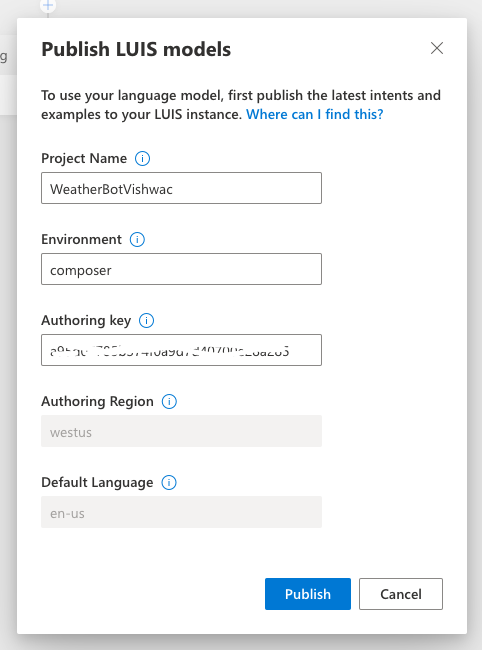 g
Publish LUIS models
To use your language model, first publish the latest intents and
examples to your LUIS instance. Where can I find this?
Project Name
WeatherBotVishwac
Environment
composer
Authoring key
Authoring Region
westus
Default Language
en-us
Publish Cancel